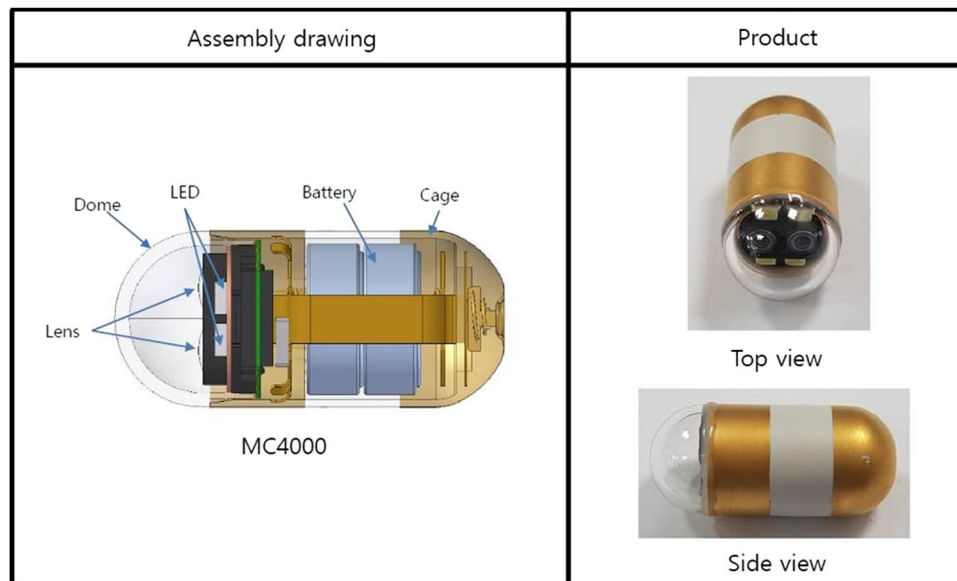 Assembly drawing
Product
LED
Battery
Cage
Dome
Lens
MC4000
Top view
Side view